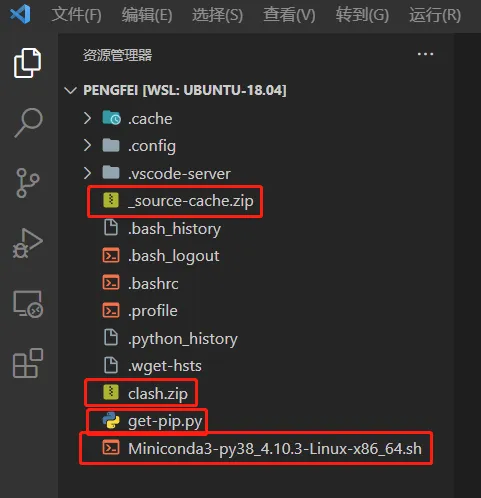 文件(F) 编辑(E) 选择(S) 查看(V) 转到(G) 运行(R)
资源管理器 ...
PENGFEI [WSL: UBUNTU-18.04]
.cache
.config
.vscode-server
_source-cache.zip
.bash_history
.bash_logout
.bashrc
.profile
.python_history
.wget-hsts
clash.zip
get-pip.py
Miniconda3-py38_4.10.3-Linux-x86_64.sh